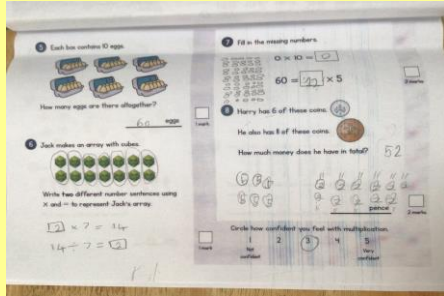 5 Each box contains 10 eggs.
How many eggs are there altogether?
60 eggs
1 mark
6 Jack makes an array with cubes.
Write two different number sentences using
× and ÷ to represent Jack's array.
2 × 7 = 14
14 ÷ 7 = 2
1 mark
7 Fill in the missing numbers.
0 × 10 = 0
60 = × 5
2 marks
8 Harry has 6 of these coins.
He also has 8 of these coins.
How much money does he have in total? 52
pence
2 marks
Circle how confident you feel with multiplication.
1 2 3 4 5
Not confident
Very confident